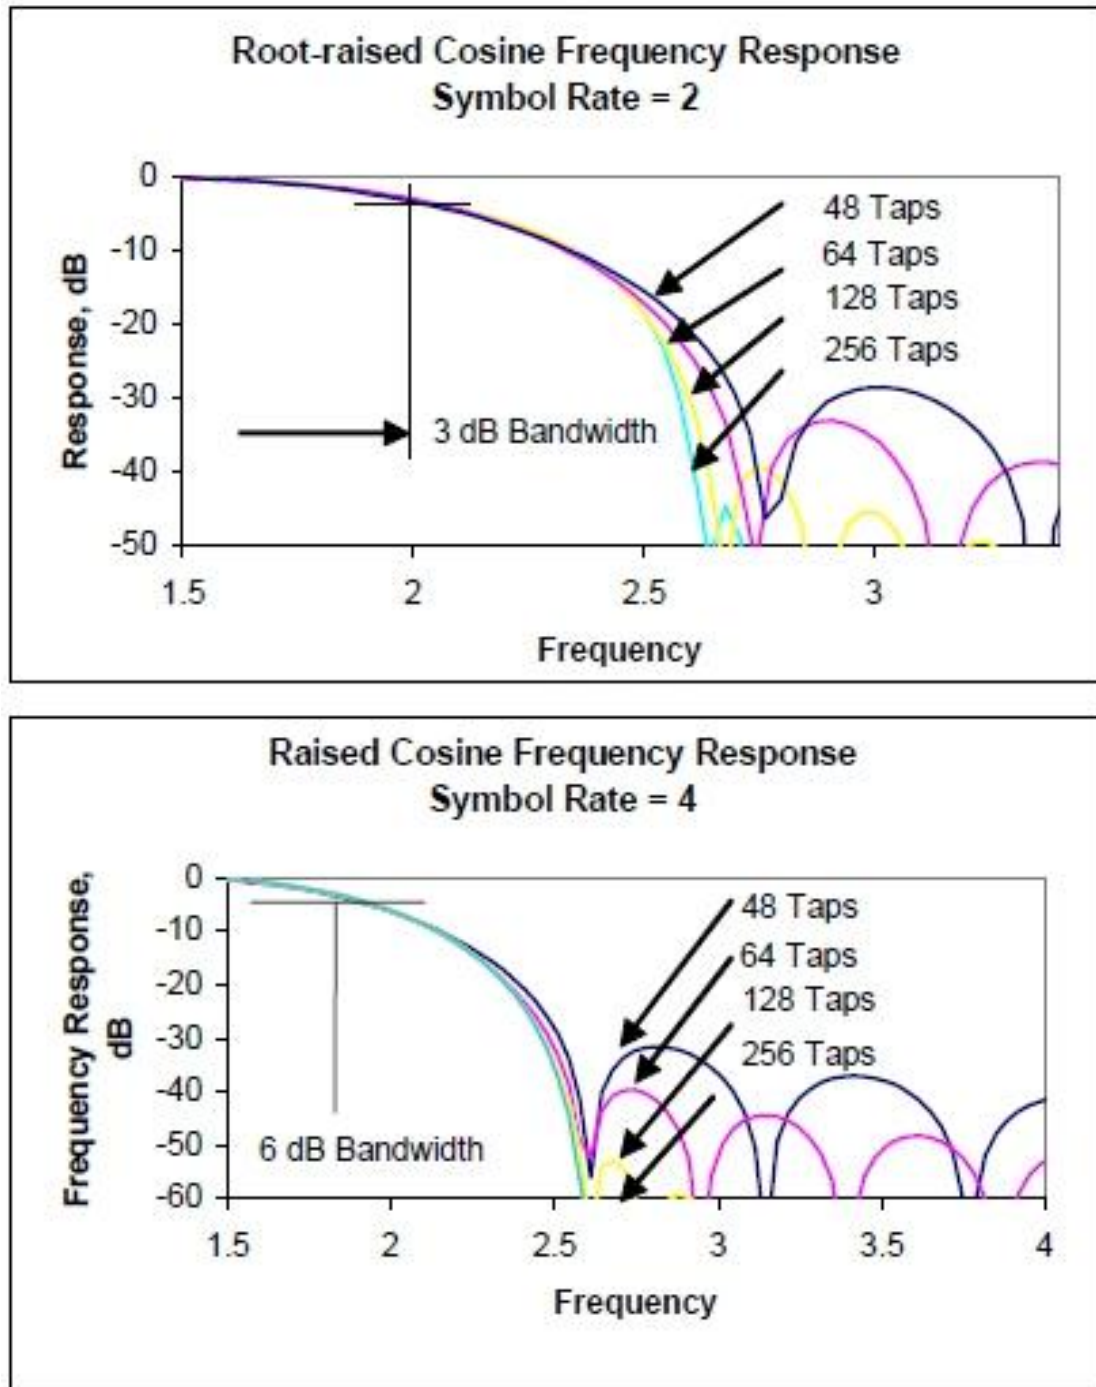 Root-raised Cosine Frequency Response
Symbol Rate = 2
0
-10
-20
-30
-40
-50
Response, dB
48 Taps
64 Taps
128 Taps
256 Taps
3 dB Bandwidth
1.5 2 2.5 3
Frequency
Raised Cosine Frequency Response
Symbol Rate = 4
0
-10
-20
-30
-40
-50
-60
Frequency Response,
dB
48 Taps
64 Taps
128 Taps
256 Taps
6 dB Bandwidth
1.5 2 2.5 3 3.5 4
Frequency